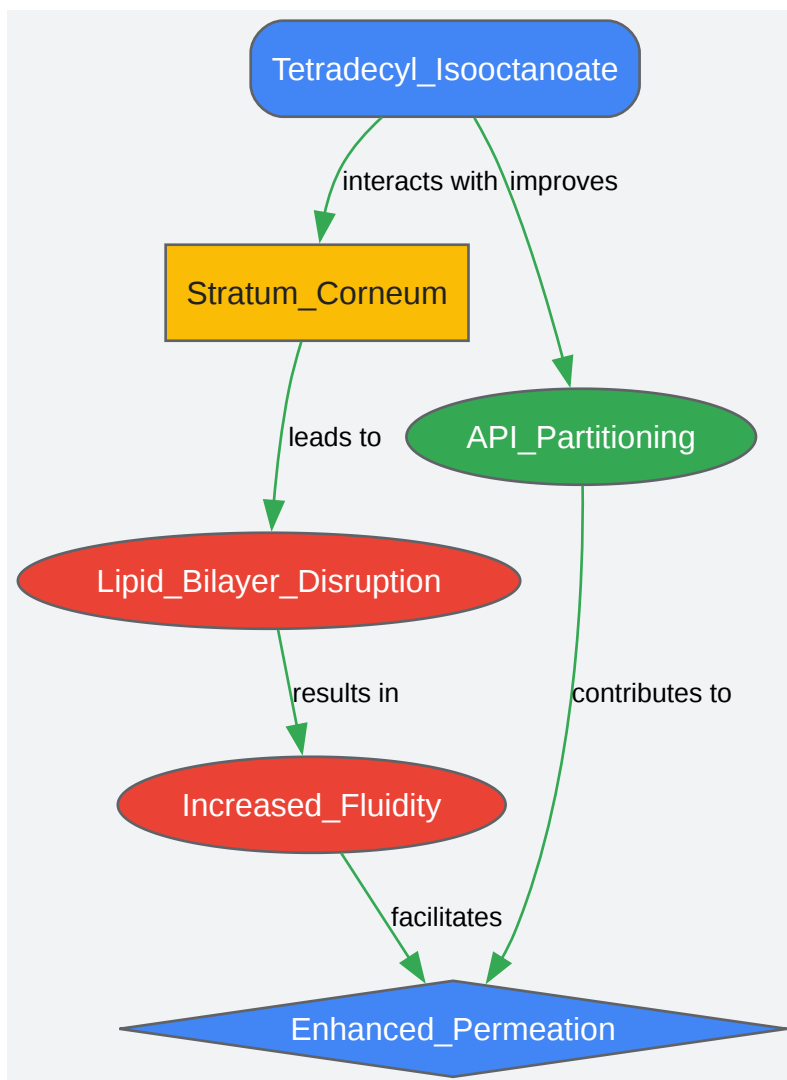 Tetradecyl_Isooctanoate
interacts with
improves
Stratum_Corneum
leads to
API_Partitioning
Lipid_Bilayer_Disruption
results in
contributes to
Increased_Fluidity
facilitates
Enhanced_Permeation